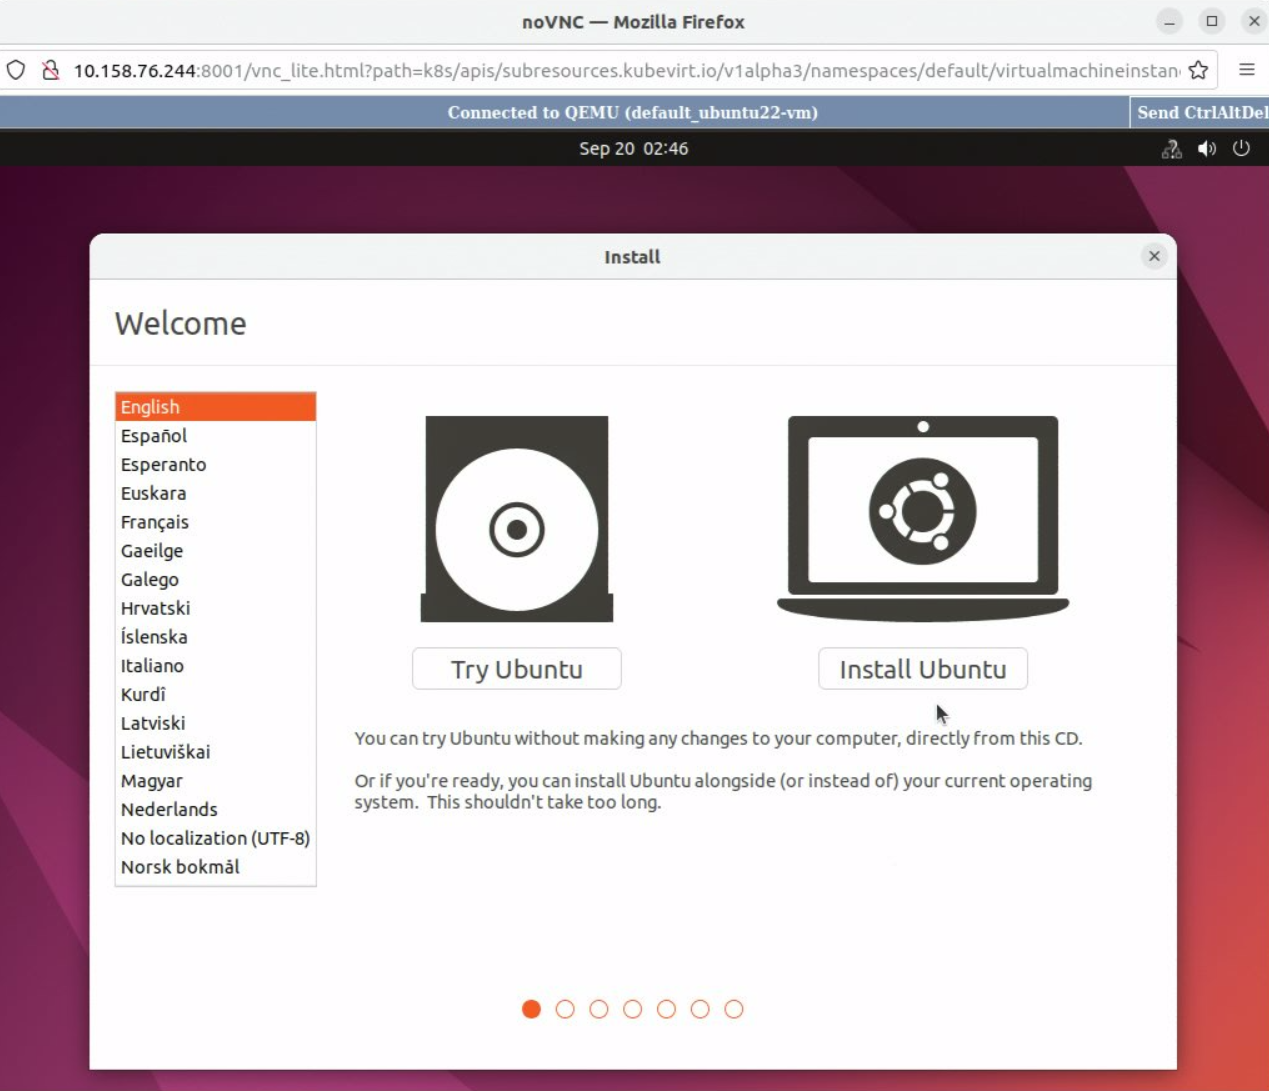 noVNC — Mozilla Firefox
10.158.76.244:8001/vnc_lite.html?path=k8s/apis/subresources.kubevirt.io/v1alpha3/namespaces/default/virtualmachineinstan
Connected to QEMU (default_ubuntu22-vm)
Send CtrlAltDel
Sep 20 02:46
Install
Welcome
English
Español
Esperanto
Euskara
Français
Gaeilge
Galego
Hrvatski
Íslenska
Italiano
Kurdî
Latviski
Lietuviškai
Magyar
Nederlands
No localization (UTF-8)
Norsk bokmål
Try Ubuntu
Install Ubuntu
You can try Ubuntu without making any changes to your computer, directly from this CD.
Or if you're ready, you can install Ubuntu alongside (or instead of) your current operating
system. This shouldn't take too long.